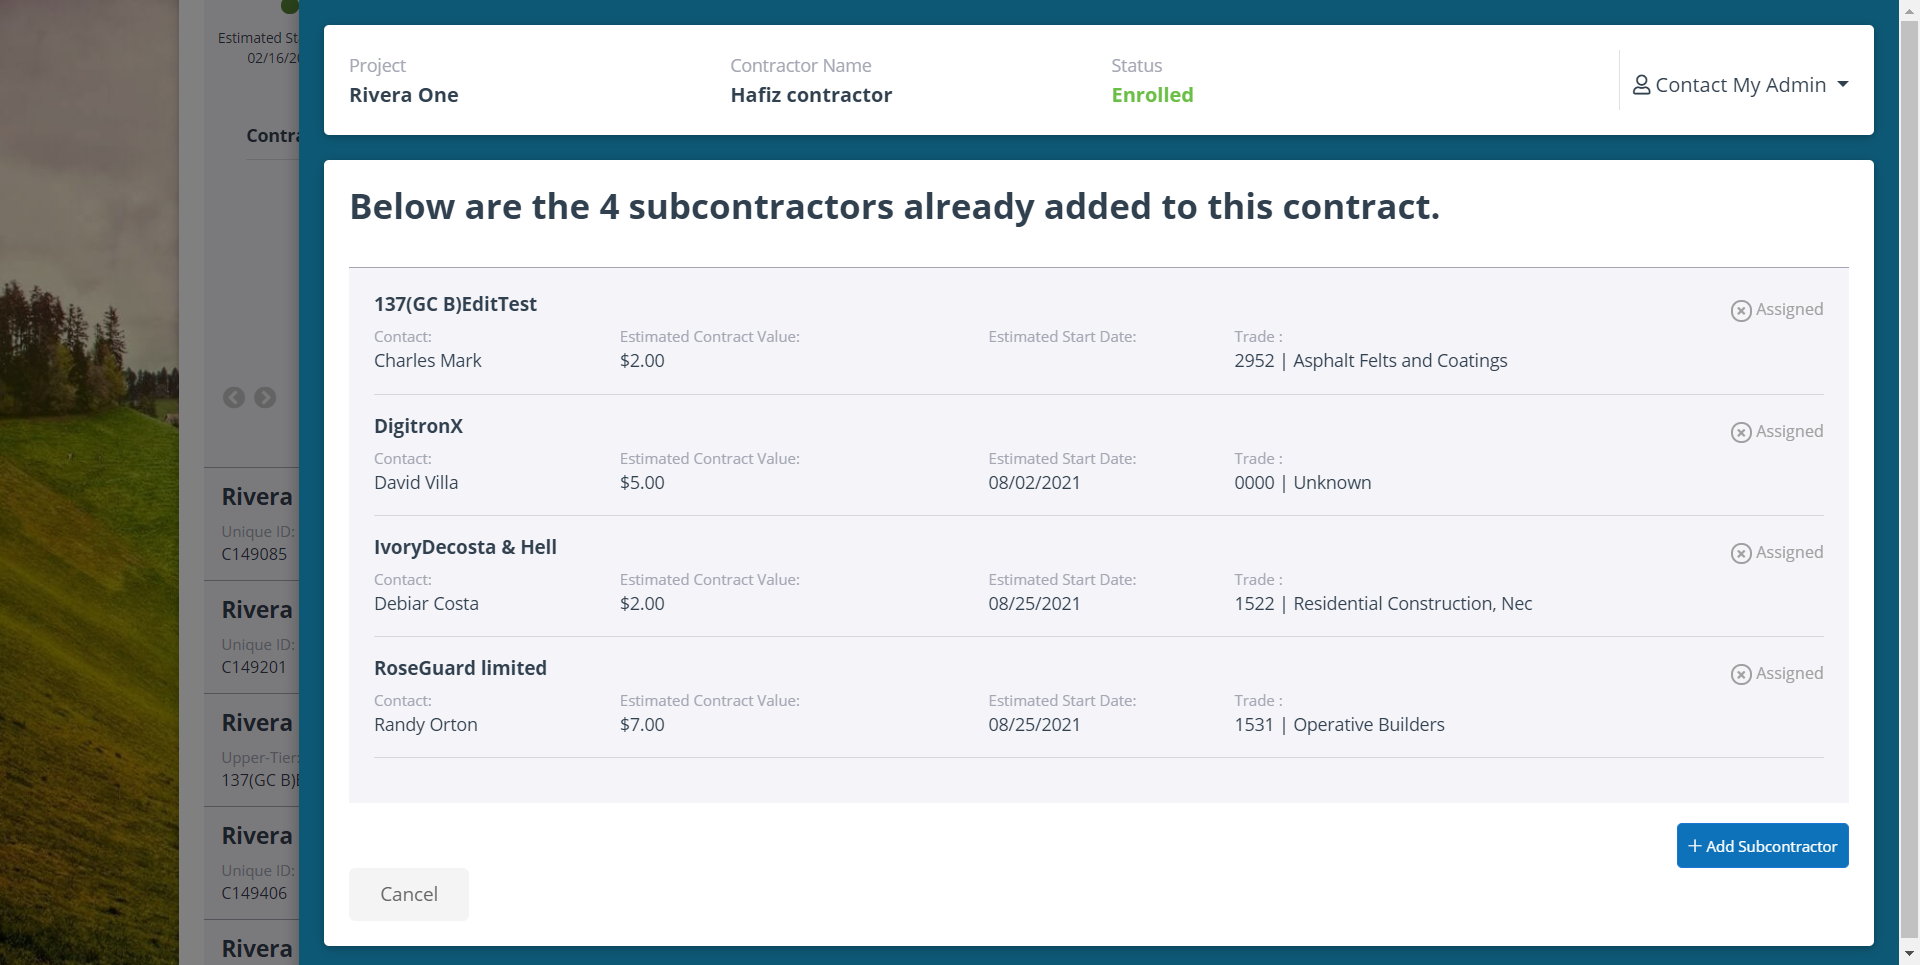 Estimated St
02/16/20
Contra
Rivera
Unique ID:
C149085
Rivera
Unique ID:
C149201
Rivera
Upper-Tier:
137(GC B)E
Rivera
Unique ID:
C149406
Rivera
Project
Rivera One
Contractor Name
Hafiz contractor
Status
Enrolled
Contact My Admin
Below are the 4 subcontractors already added to this contract.
137(GC B)EditTest
Assigned
Contact: Estimated Contract Value: Estimated Start Date: Trade :
Charles Mark $2.00 2952 | Asphalt Felts and Coatings
DigitronX
Assigned
Contact: Estimated Contract Value: Estimated Start Date: Trade :
David Villa $5.00 08/02/2021 0000 | Unknown
IvoryDecosta & Hell
Assigned
Contact: Estimated Contract Value: Estimated Start Date: Trade :
Debiar Costa $2.00 08/25/2021 1522 | Residential Construction, Nec
RoseGuard limited
Assigned
Contact: Estimated Contract Value: Estimated Start Date: Trade :
Randy Orton $7.00 08/25/2021 1531 | Operative Builders
+ Add Subcontractor
Cancel